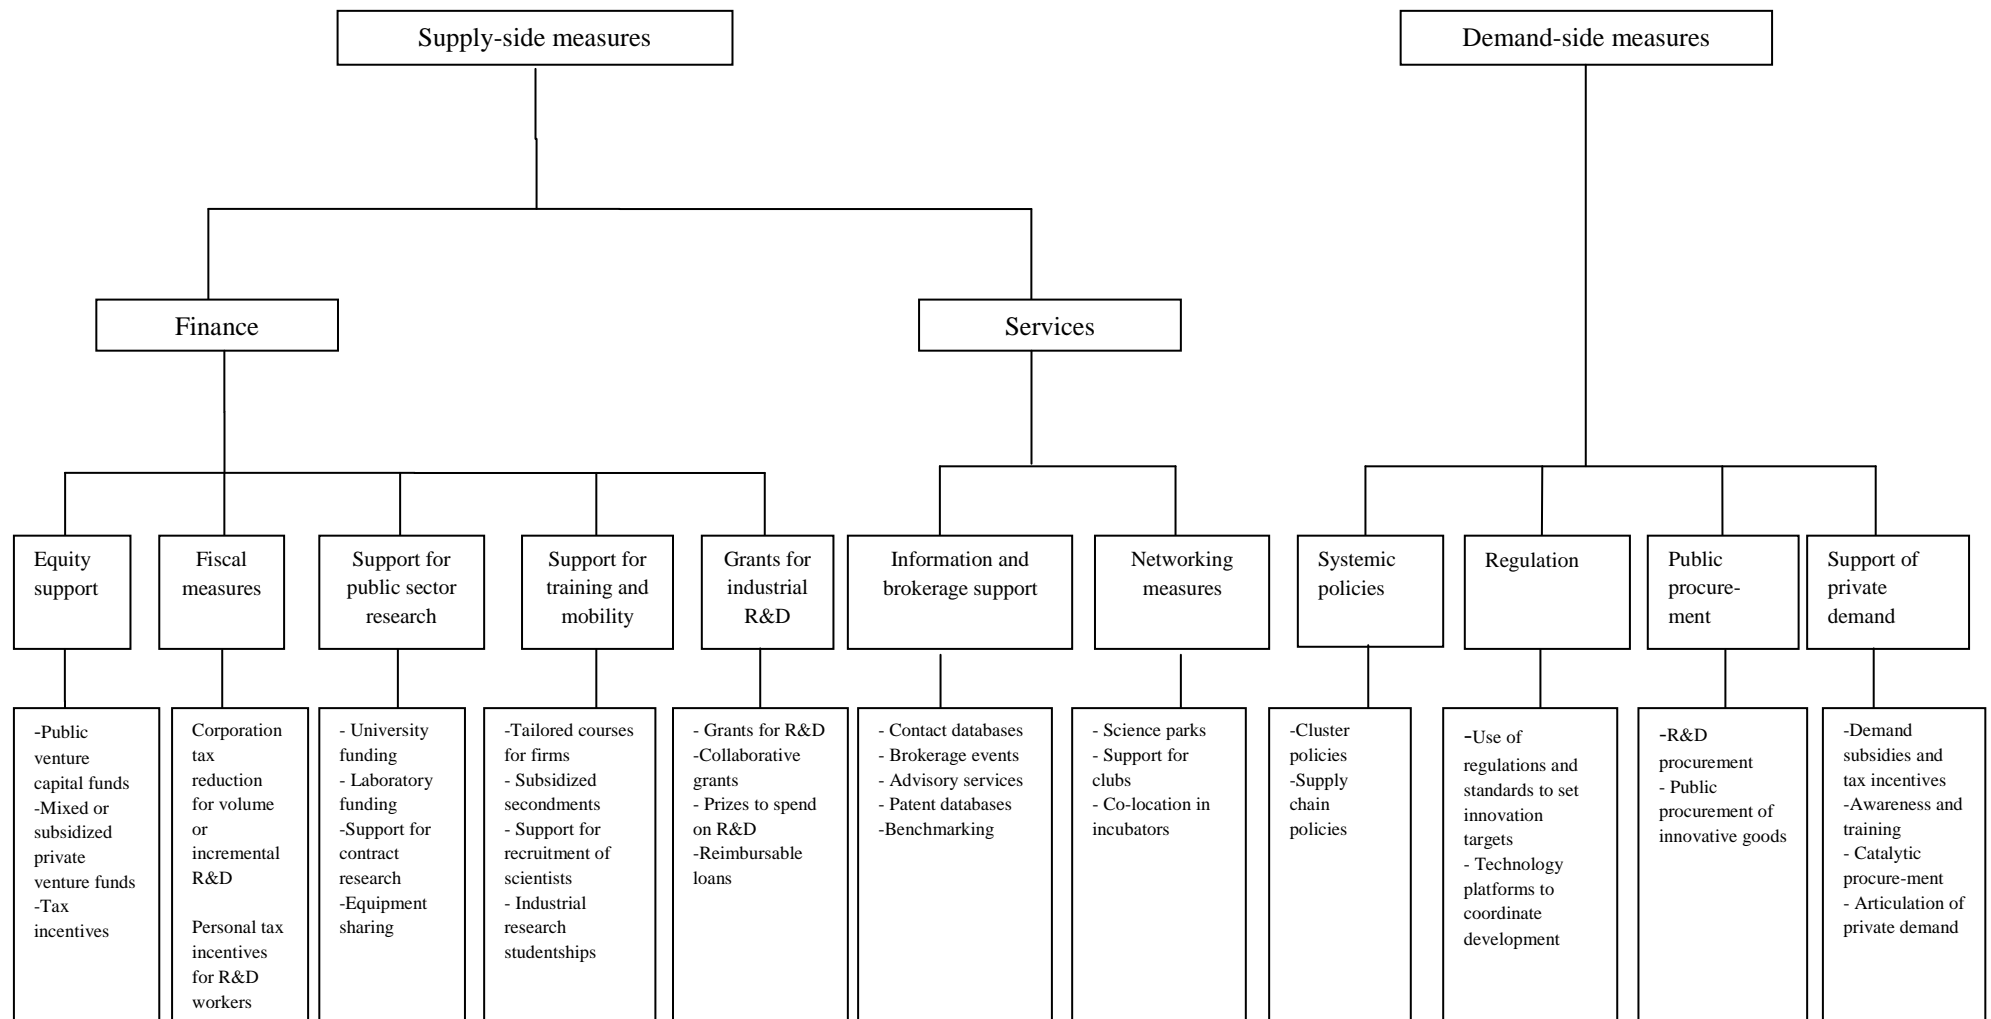 Supply-side measures
Demand-side measures
Finance
Services
Equity
support
Fiscal
measures
Support for
public sector
research
Support for
training and
mobility
Grants for
industrial
R&D
Information and
brokerage support
Networking
measures
Systemic
policies
Regulation
Public
procure-
ment
Support of
private
demand
-Public
venture
capital funds
-Mixed or
subsidized
private
venture funds
-Tax
incentives
Corporation
tax
reduction
for volume
or
incremental
R&D
Personal tax
incentives
for R&D
workers
- University
funding
- Laboratory
funding
-Support for
contract
research
-Equipment
sharing
-Tailored courses
for firms
- Subsidized
secondments
- Support for
recruitment of
scientists
- Industrial
research
studentships
- Grants for R&D
-Collaborative
grants
- Prizes to spend
on R&D
-Reimbursable
loans
- Contact databases
- Brokerage events
- Advisory services
- Patent databases
-Benchmarking
- Science parks
- Support for
clubs
- Co-location in
incubators
-Cluster
policies
-Supply
chain
policies
-Use of
regulations and
standards to set
innovation
targets
- Technology
platforms to
coordinate
development
-R&D
procurement
- Public
procurement of
innovative goods
-Demand
subsidies and
tax incentives
-Awareness and
training
- Catalytic
procure-ment
- Articulation of
private demand